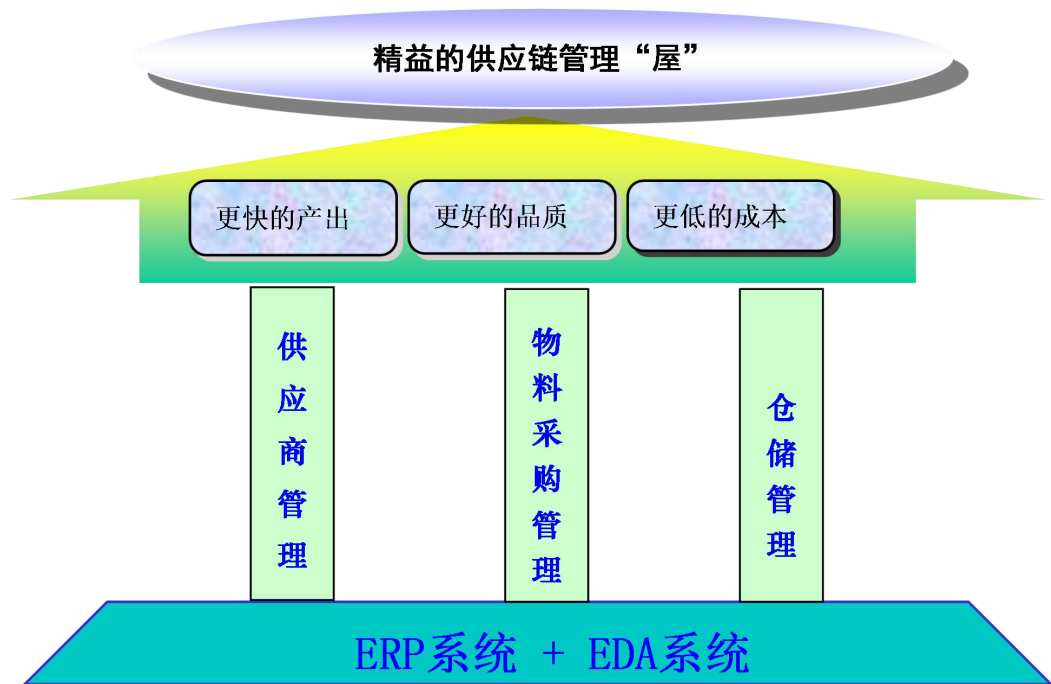 精益的供应链管理“屋”
更快的产出
更好的品质
更低的成本
供应商管理
物料采购管理
仓储管理
ERP系统 + EDA系统